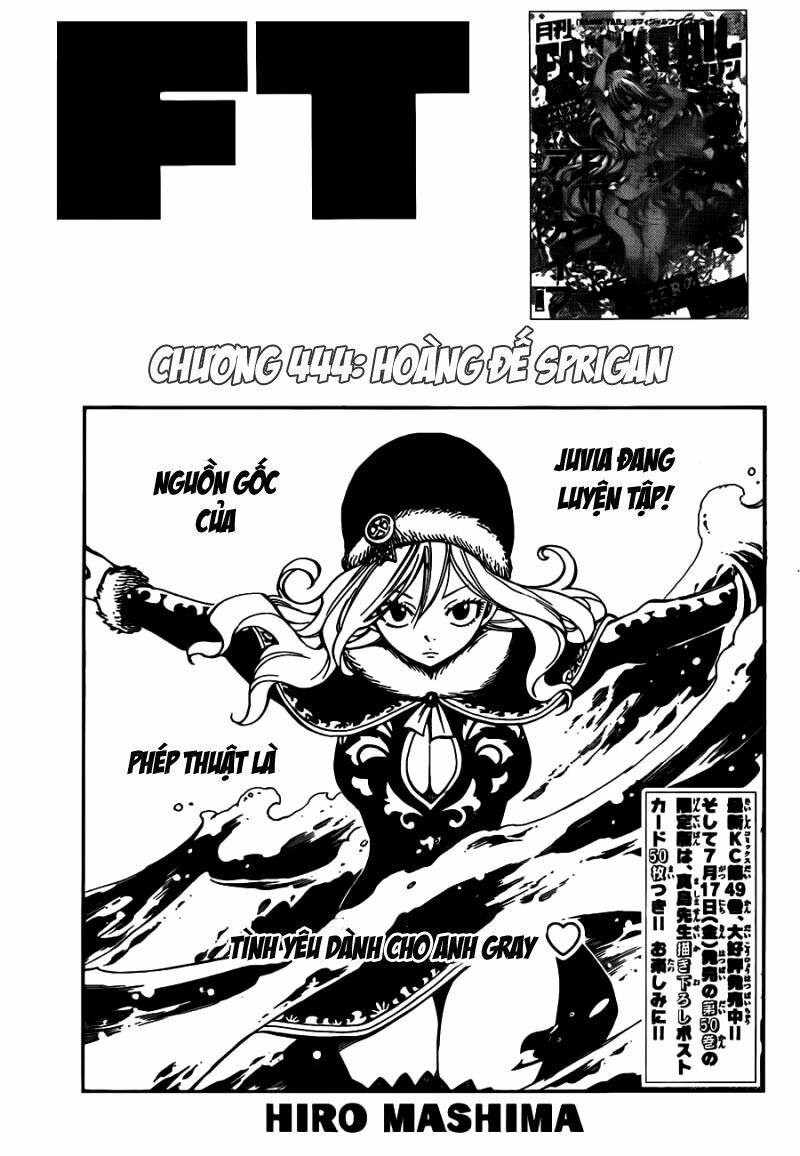 FT
月刊
FAIRY TAIL
CHƯƠNG 444: HOÀNG ĐẾ SPRIGAN
NGUỒN GỐC
CỦA
JUVIA ĐANG
LUYỆN TẬP!
PHÉP THUẬT LÀ
TÌNH YÊU DÀNH CHO ANH GRAY
最新KC第49巻、大好評発売中!!
そして7月17日(金)発売の第50巻の
限定版は、真島先生描き下ろしポスト
カード50枚つき!! お楽しみに!!
HIRO MASHIMA